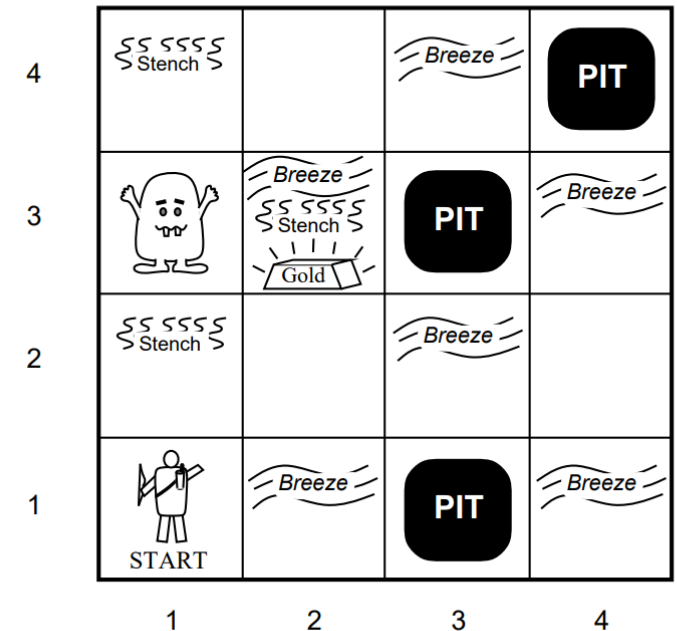 4
Stench
Breeze
PIT
3
Breeze
Stench
Gold
PIT
Breeze
2
Stench
Breeze
1
START
Breeze
PIT
Breeze
1 2 3 4